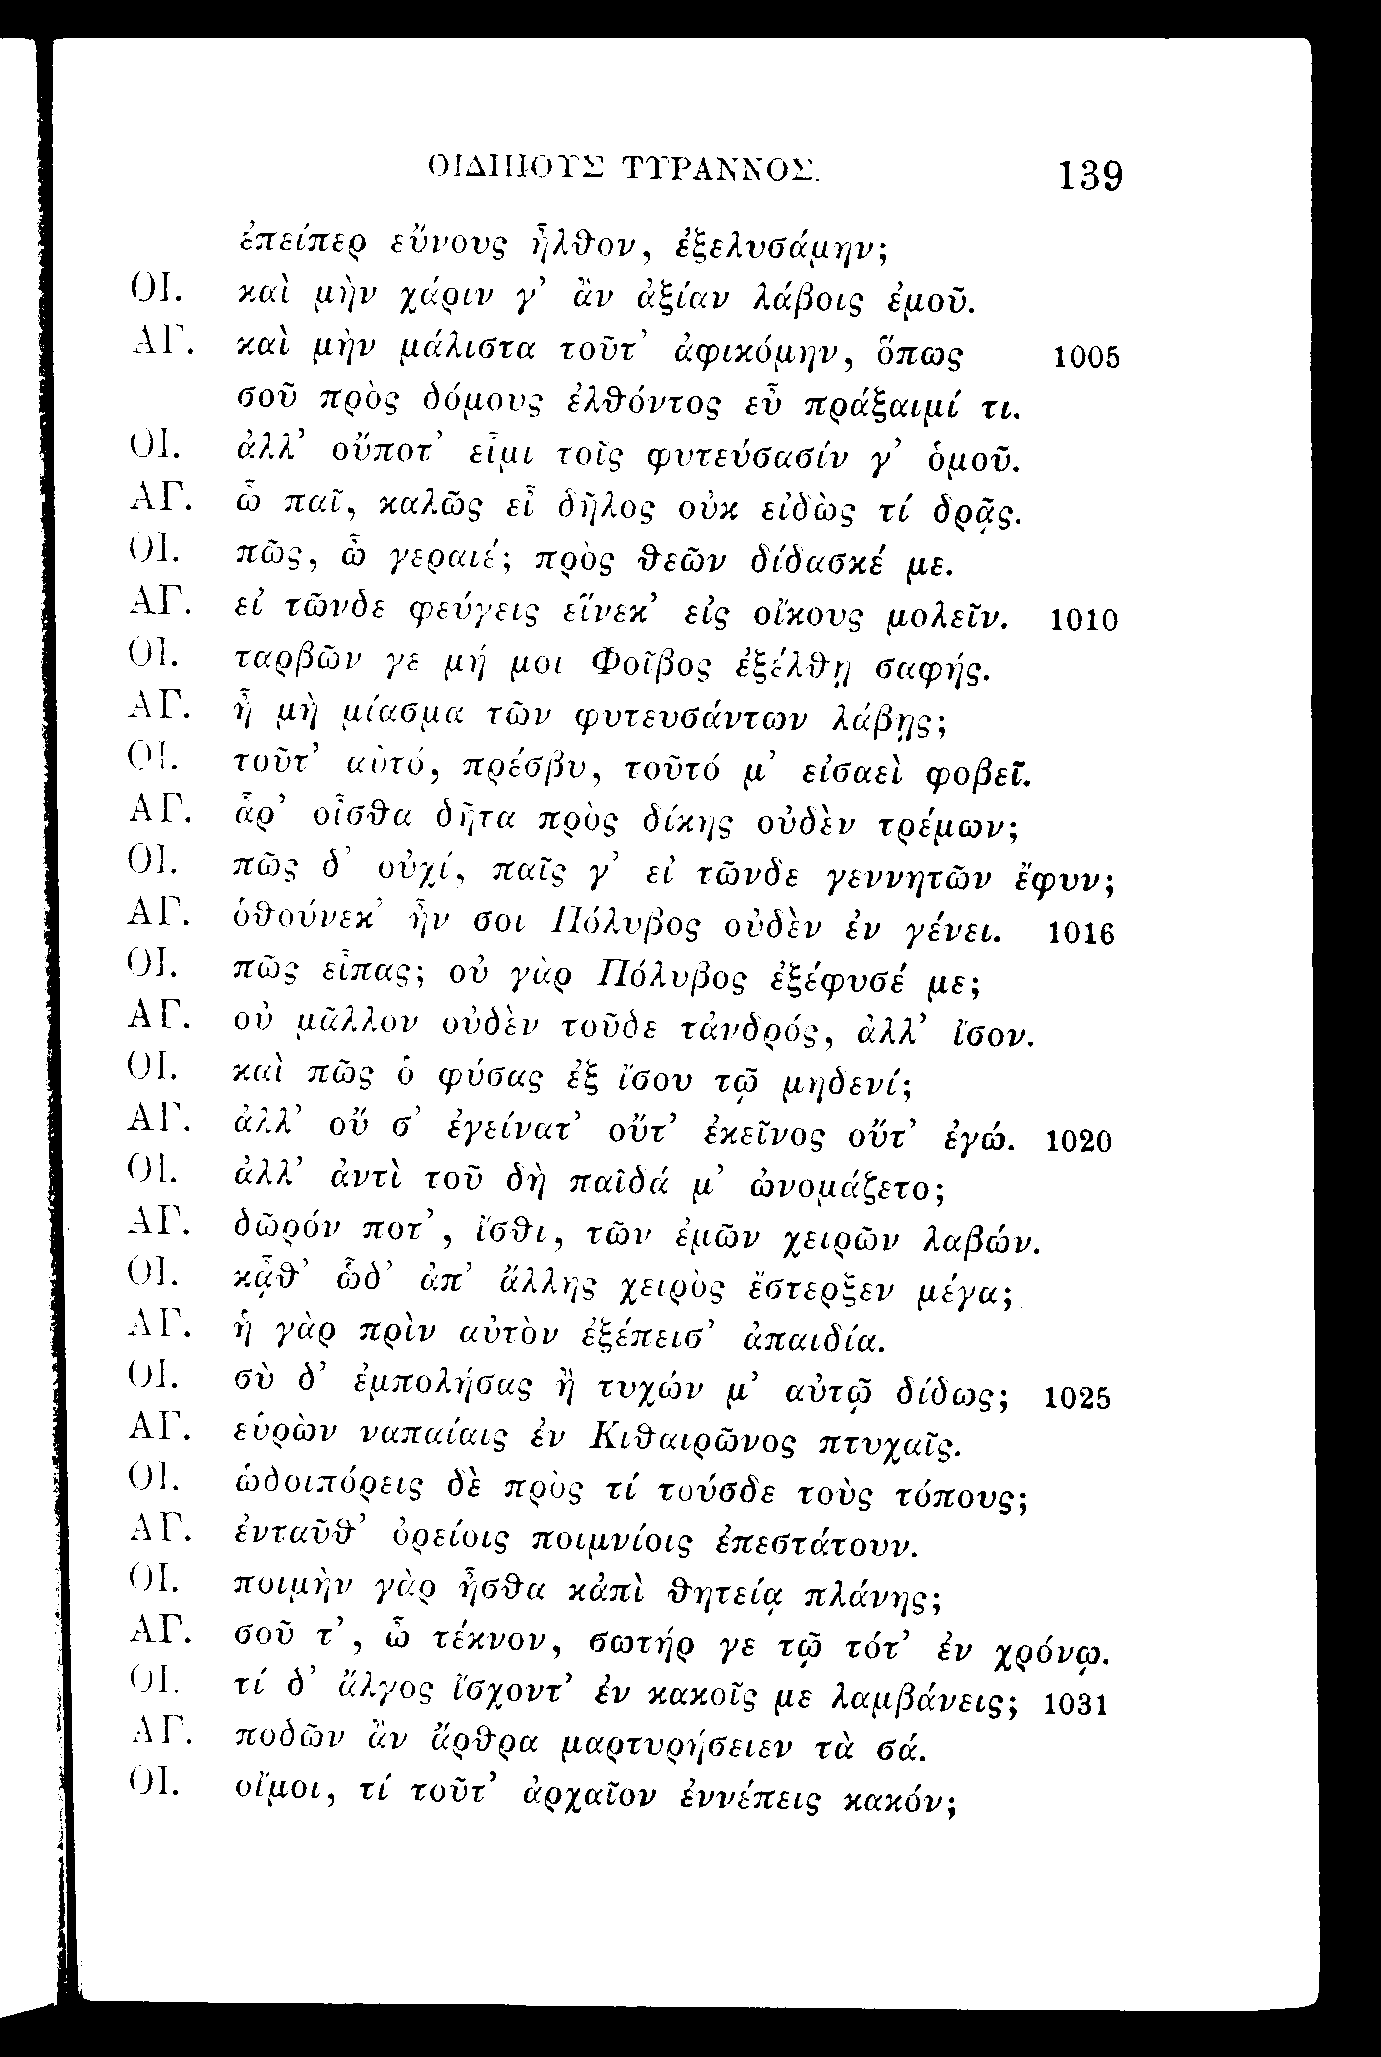 ΟΙΔΙΠΟΥΣ ΤΥΡΑΝΝΟΣ. 139
ἐπείπερ εὔνους ἦλθον, ἐξελυσάμην;
ΟΙ. καὶ μὴν χάριν γ’ ἂν ἀξίαν λάβοις ἐμοῦ.
ΑΓ. καὶ μὴν μάλιστα τοῦτ’ ἀφικόμην, ὅπως 1005
σοῦ πρὸς δόμους ἐλθόντος εὖ πράξαιμί τι.
ΟΙ. ἀλλ’ οὔποτ’ εἶμι τοῖς φυτεύσασίν γ’ ὁμοῦ.
ΑΓ. ὦ παῖ, καλῶς εἶ δῆλος οὐκ εἰδὼς τί δρᾷς.
ΟΙ. πῶς, ὦ γεραιέ; πρὸς θεῶν δίδασκέ με.
ΑΓ. εἰ τῶνδε φεύγεις εἵνεκ’ εἰς οἴκους μολεῖν. 1010
ΟΙ. ταρβῶν γε μή μοι Φοῖβος ἐξέλθῃ σαφής.
ΑΓ. ἦ μὴ μίασμα τῶν φυτευσάντων λάβῃς;
ΟΙ. τοῦτ’ αὐτό, πρέσβυ, τοῦτό μ’ εἰσαεὶ φοβεῖ.
ΑΓ. ἆρ’ οἶσθα δῆτα πρὸς δίκης οὐδὲν τρέμων;
ΟΙ. πῶς δ’ οὐχί, παῖς γ’ εἰ τῶνδε γεννητῶν ἔφυν;
ΑΓ. ὁθούνεκ’ ἦν σοι Πόλυβος οὐδὲν ἐν γένει. 1016
ΟΙ. πῶς εἶπας; οὐ γὰρ Πόλυβος ἐξέφυσέ με;
ΑΓ. οὐ μᾶλλον οὐδὲν τοῦδε τἀνδρός, ἀλλ’ ἴσον.
ΟΙ. καὶ πῶς ὁ φύσας ἐξ ἴσου τῷ μηδενί;
ΑΓ. ἀλλ’ οὔ σ’ ἐγείνατ’ οὔτ’ ἐκεῖνος οὔτ’ ἐγώ. 1020
ΟΙ. ἀλλ’ ἀντὶ τοῦ δὴ παῖδά μ’ ὠνομάζετο;
ΑΓ. δῶρόν ποτ’, ἴσθι, τῶν ἐμῶν χειρῶν λαβών.
ΟΙ. κᾆθ’ ὧδ’ ἀπ’ ἄλλης χειρὸς ἔστερξεν μέγα;
ΑΓ. ἡ γὰρ πρὶν αὐτὸν ἐξέπεισ’ ἀπαιδία.
ΟΙ. σὺ δ’ ἐμπολήσας ἢ τυχών μ’ αὐτῷ δίδως; 1025
ΑΓ. εὑρὼν ναπαίαις ἐν Κιθαιρῶνος πτυχαῖς.
ΟΙ. ὡδοιπόρεις δὲ πρὸς τί τούσδε τοὺς τόπους;
ΑΓ. ἐνταῦθ’ ὀρείοις ποιμνίοις ἐπεστάτουν.
ΟΙ. ποιμὴν γὰρ ἦσθα κἀπὶ θητείᾳ πλάνης;
ΑΓ. σοῦ τ’, ὦ τέκνον, σωτήρ γε τῷ τότ’ ἐν χρόνῳ.
ΟΙ. τί δ’ ἄλγος ἴσχοντ’ ἐν κακοῖς με λαμβάνεις; 1031
ΑΓ. ποδῶν ἂν ἄρθρα μαρτυρήσειεν τὰ σά.
ΟΙ. οἴμοι, τί τοῦτ’ ἀρχαῖον ἐννέπεις κακόν;